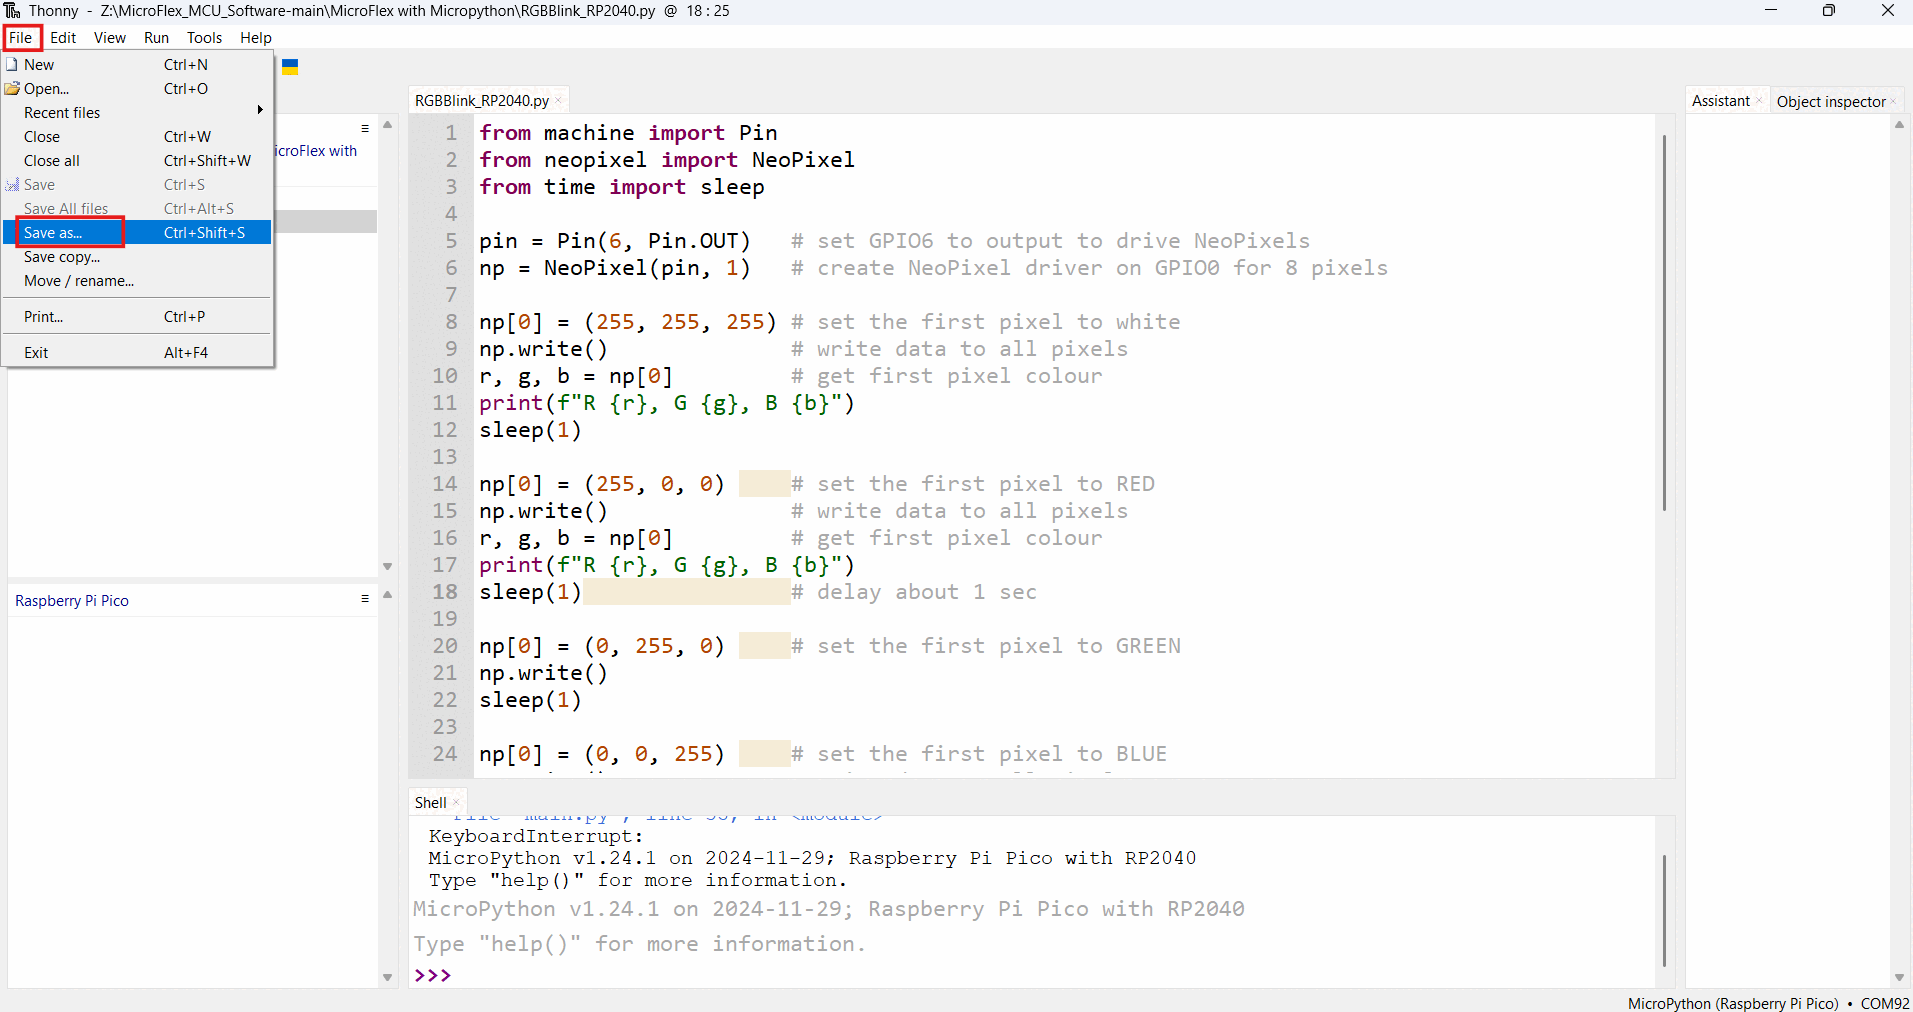 Thonny - Z:\MicroFlex_MCU_Software-main\MicroFlex with Micropython\RGBBlink_RP2040.py @ 18 : 25
File Edit View Run Tools Help
New Ctrl+N
Open... Ctrl+O
Recent files
Close Ctrl+W
Close all Ctrl+Shift+W
Save Ctrl+S
Save All files Ctrl+Alt+S
Save as... Ctrl+Shift+S
Save copy...
Move / rename...
Print... Ctrl+P
Exit Alt+F4
icroFlex with
Raspberry Pi Pico
RGBBlink_RP2040.py
1 from machine import Pin
2 from neopixel import NeoPixel
3 from time import sleep
4
5 pin = Pin(6, Pin.OUT) # set GPIO6 to output to drive NeoPixels
6 np = NeoPixel(pin, 1) # create NeoPixel driver on GPIO0 for 8 pixels
7
8 np[0] = (255, 255, 255) # set the first pixel to white
9 np.write() # write data to all pixels
10 r, g, b = np[0] # get first pixel colour
11 print(f"R {r}, G {g}, B {b}")
12 sleep(1)
13
14 np[0] = (255, 0, 0) # set the first pixel to RED
15 np.write() # write data to all pixels
16 r, g, b = np[0] # get first pixel colour
17 print(f"R {r}, G {g}, B {b}")
18 sleep(1) # delay about 1 sec
19
20 np[0] = (0, 255, 0) # set the first pixel to GREEN
21 np.write()
22 sleep(1)
23
24 np[0] = (0, 0, 255) # set the first pixel to BLUE
Shell
KeyboardInterrupt:
MicroPython v1.24.1 on 2024-11-29; Raspberry Pi Pico with RP2040
Type "help()" for more information.
MicroPython v1.24.1 on 2024-11-29; Raspberry Pi Pico with RP2040
Type "help()" for more information.
>>>
Assistant Object inspector
MicroPython (Raspberry Pi Pico) • COM92